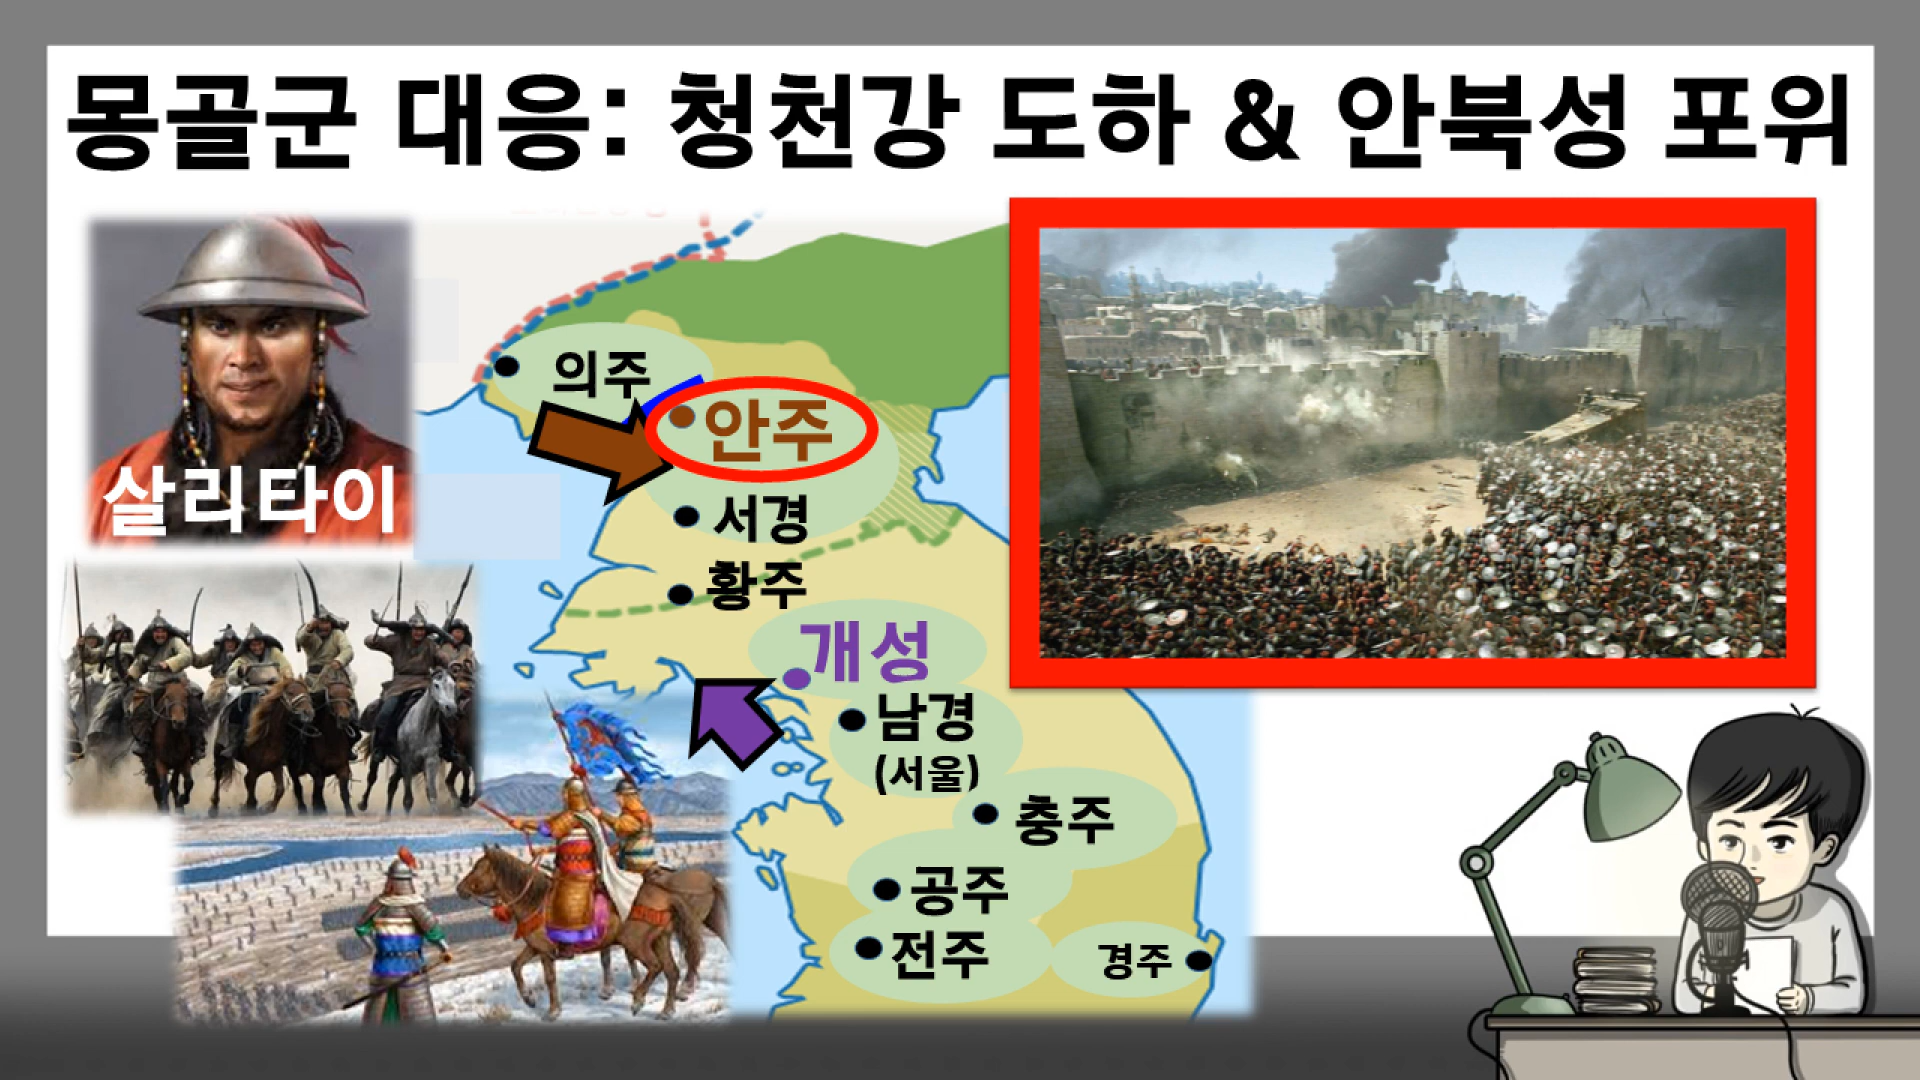 몽골군 대응: 청천강 도하 & 안북성 포위
살리타이
의주
안주
서경
황주
개성
남경
(서울)
충주
공주
전주
경주